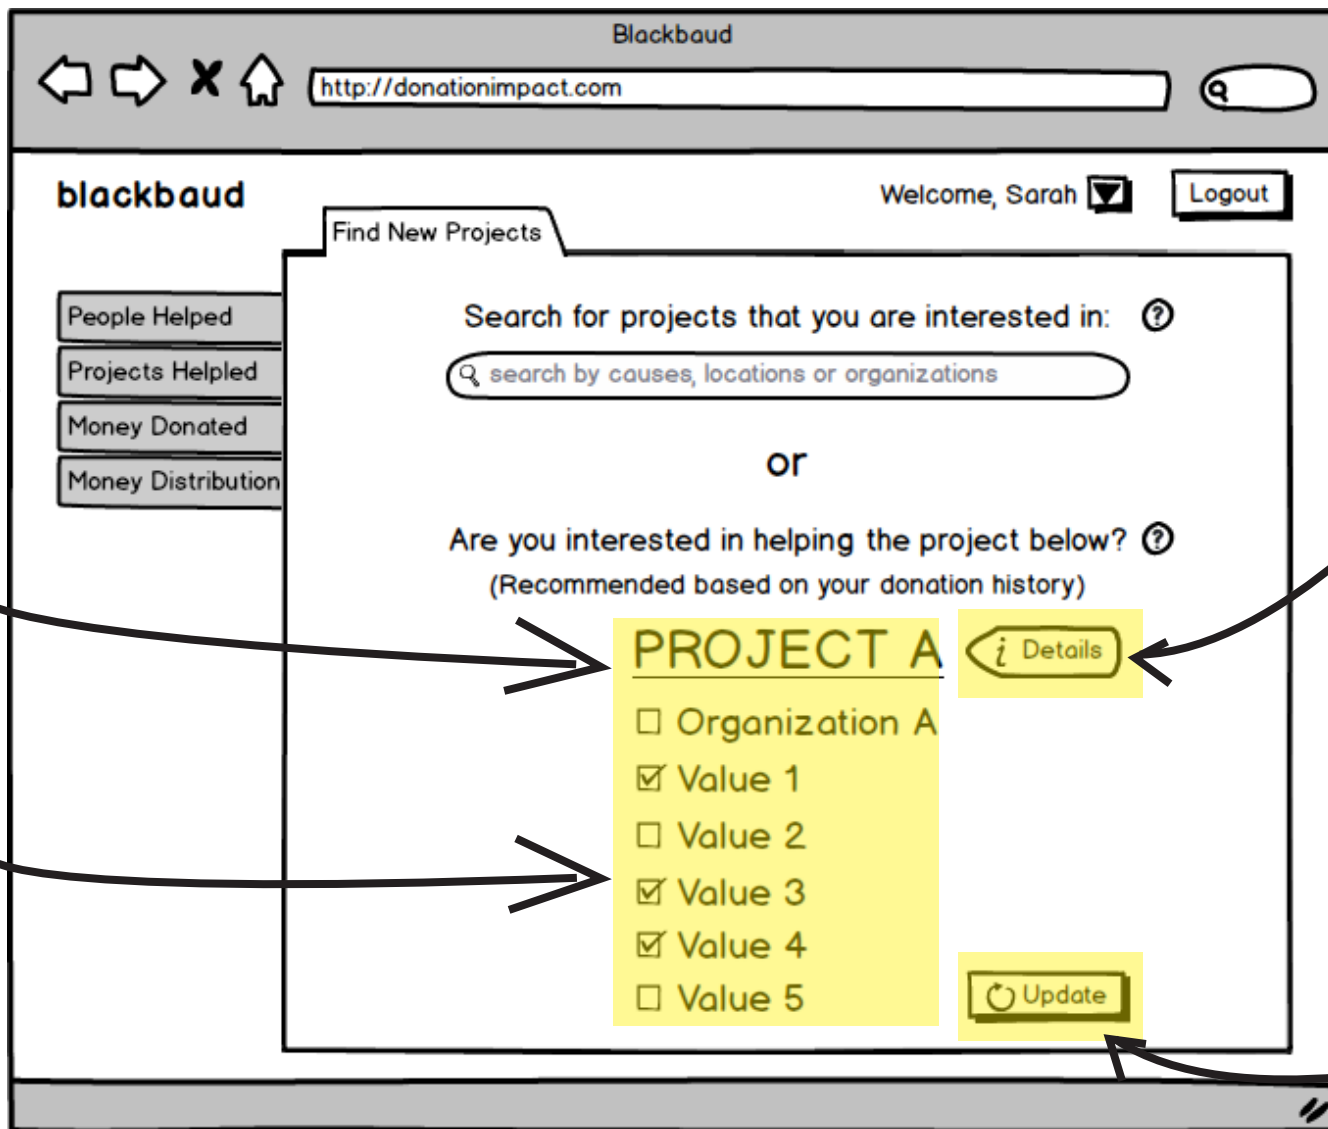 Blackbaud
http://donationimpact.com
blackbaud
Welcome, Sarah
Logout
Find New Projects
People Helped
Projects Helpled
Money Donated
Money Distribution
Search for projects that you are interested in: ?
search by causes, locations or organizations
or
Are you interested in helping the project below? ?
(Recommended based on your donation history)
PROJECT A
i Details
Organization A
Value 1
Value 2
Value 3
Value 4
Value 5
Update